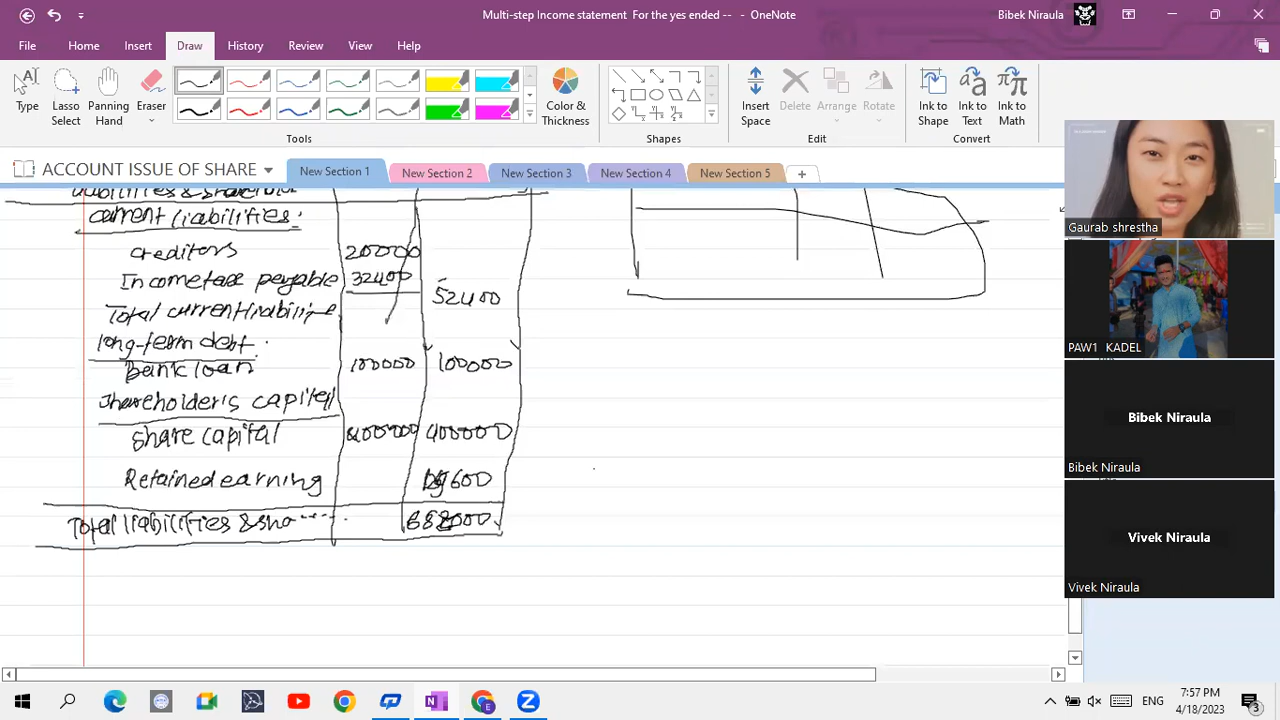 Multi-step Income statement For the yes ended -- - OneNote
Bibek Niraula
File Home Insert Draw History Review View Help
Type
Lasso Select
Panning Hand
Eraser
Tools
Color & Thickness
Shapes
Insert Space
Delete
Arrange
Rotate
Edit
Ink to Shape
Ink to Text
Ink to Math
Convert
ACCOUNT ISSUE OF SHARE
New Section 1 New Section 2 New Section 3 New Section 4 New Section 5
current liabilities:
creditors 200000
Income tase payable 32400
Total current liabilitie 52400
long-term debt
Bank loan 100000 100000
shareholder's capital
share capital 400000 400000
Retained earning
Total liabilities & sha ----- 682000
Gaurab shrestha
PAW1 KADEL
Bibek Niraula
Bibek Niraula
Vivek Niraula
Vivek Niraula
ENG
7:57 PM
4/18/2023
3